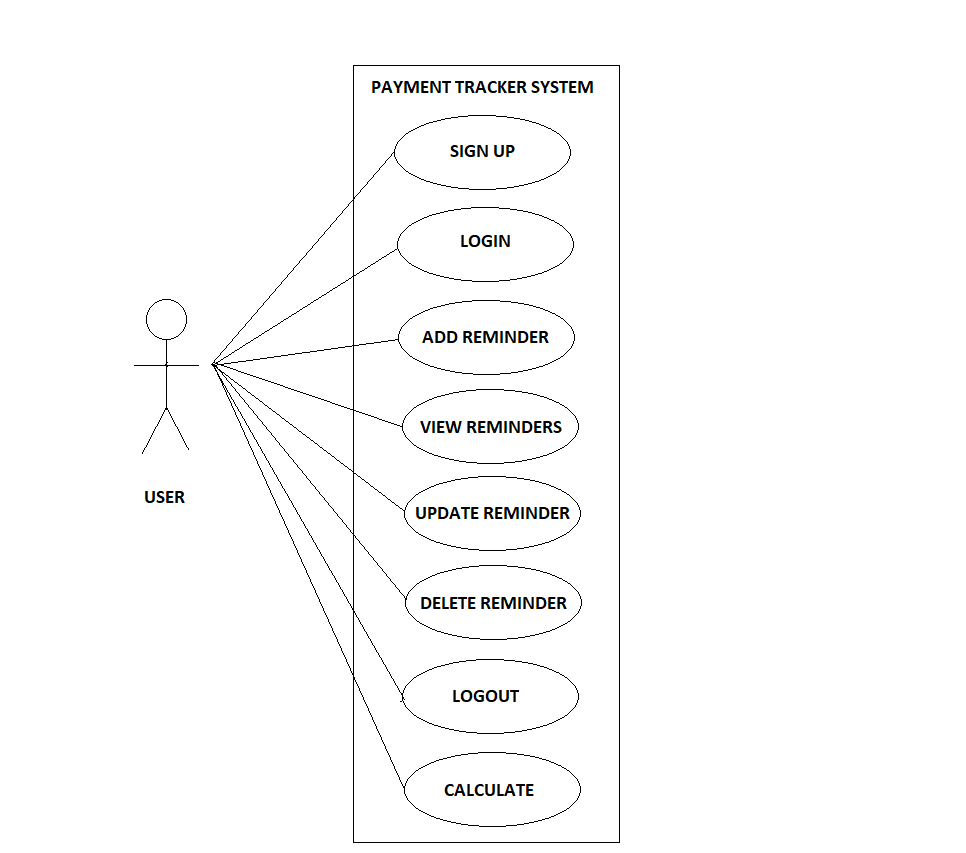 PAYMENT TRACKER SYSTEM
SIGN UP
LOGIN
ADD REMINDER
VIEW REMINDERS
USER
UPDATE REMINDER
DELETE REMINDER
LOGOUT
CALCULATE